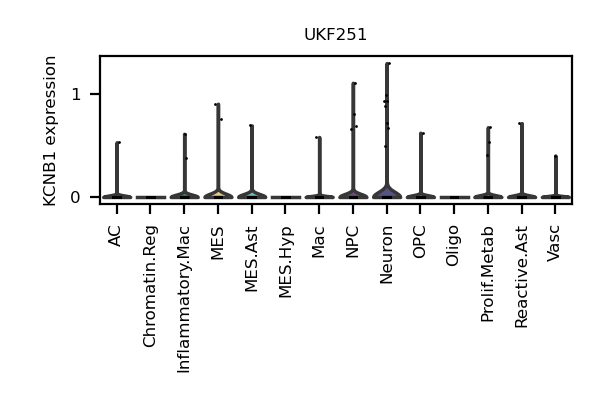 UKF251
KCNB1 expression
1
0
AC
Chromatin.Reg
Inflammatory.Mac
MES
MES.Ast
MES.Hyp
Mac
NPC
Neuron
OPC
Oligo
Prolif.Metab
Reactive.Ast
Vasc